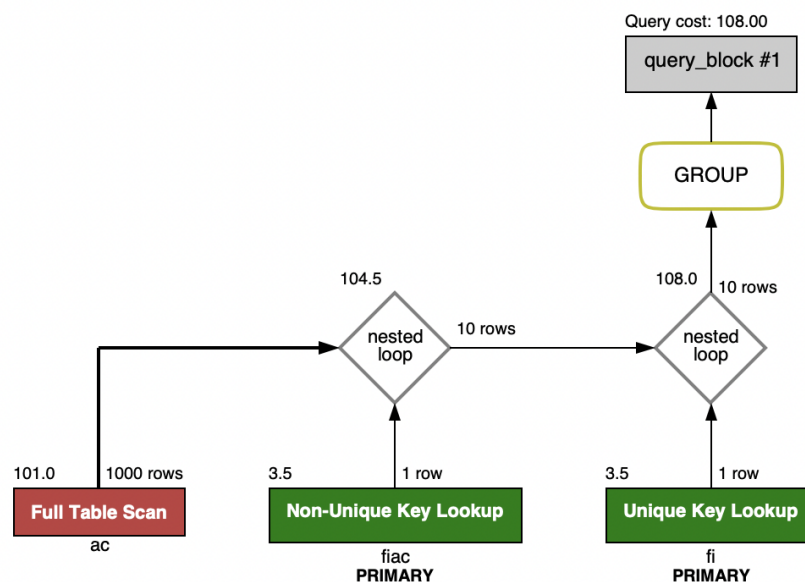 Query cost: 108.00
query_block #1
GROUP
104.5
108.0
10 rows
nested
loop
10 rows
nested
loop
101.0
1000 rows
3.5
1 row
3.5
1 row
Full Table Scan
Non-Unique Key Lookup
Unique Key Lookup
ac
fiac
fi
PRIMARY
PRIMARY